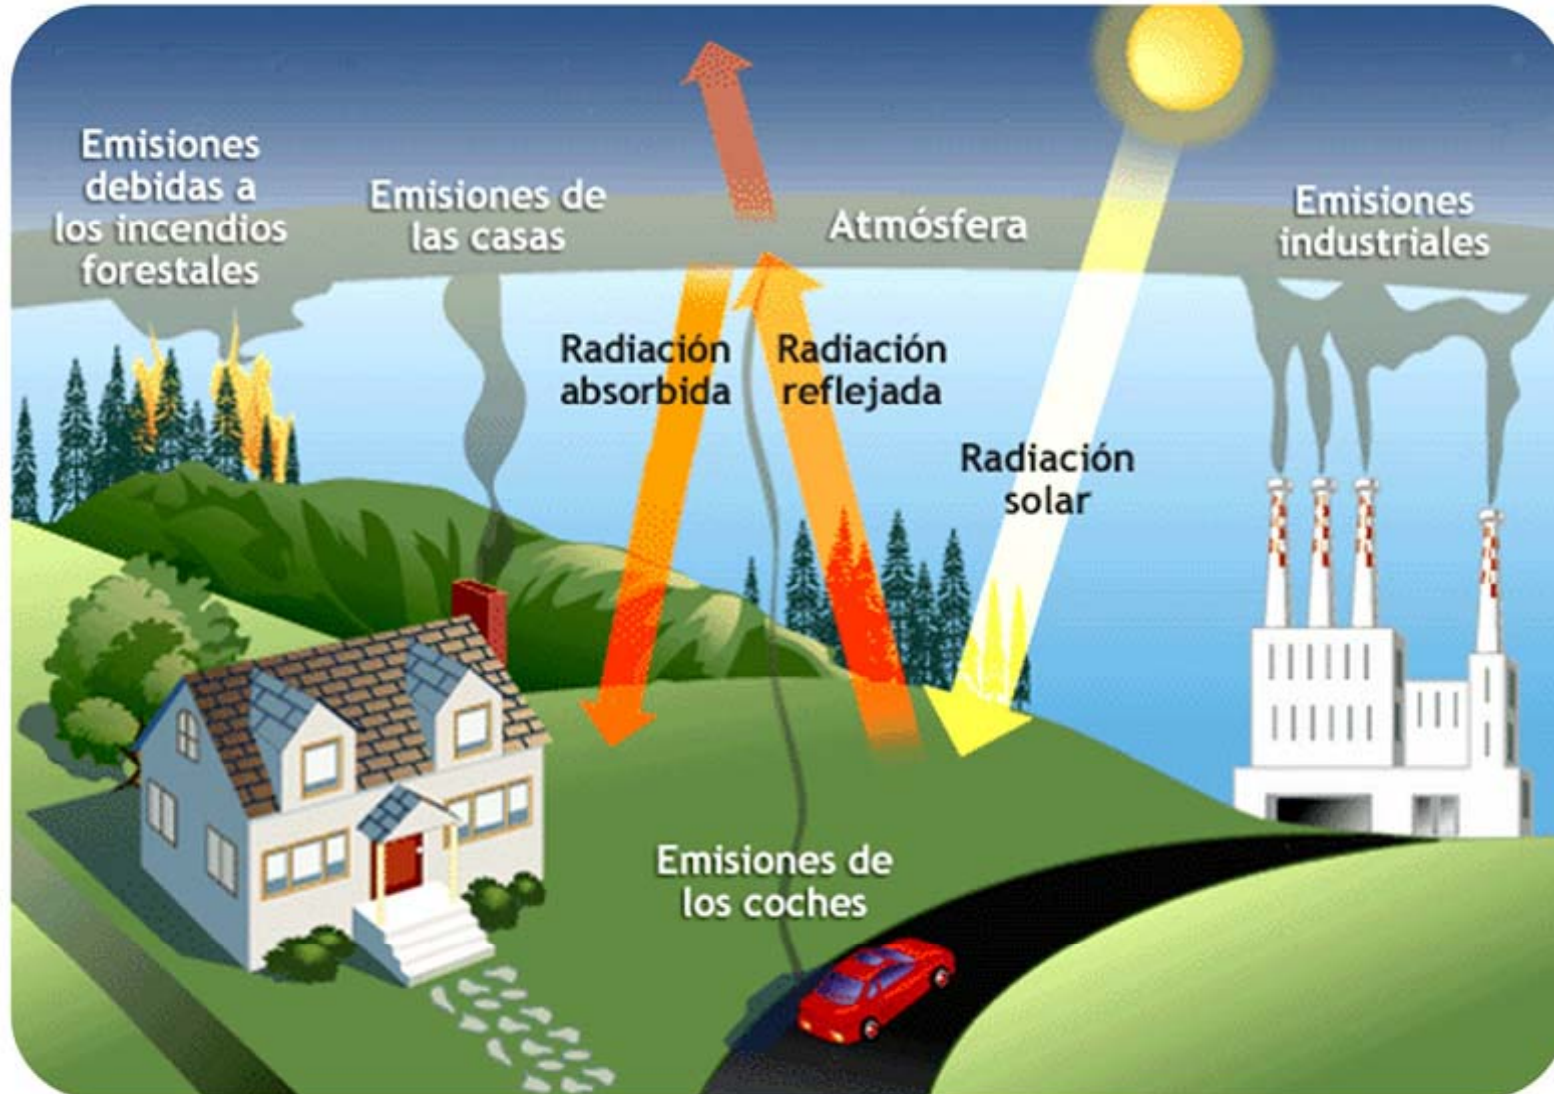 Emisiones
debidas a
los incendios
forestales
Emisiones de
las casas
Atmósfera
Emisiones
industriales
Radiación
absorbida
Radiación
reflejada
Radiación
solar
Emisiones de
los coches